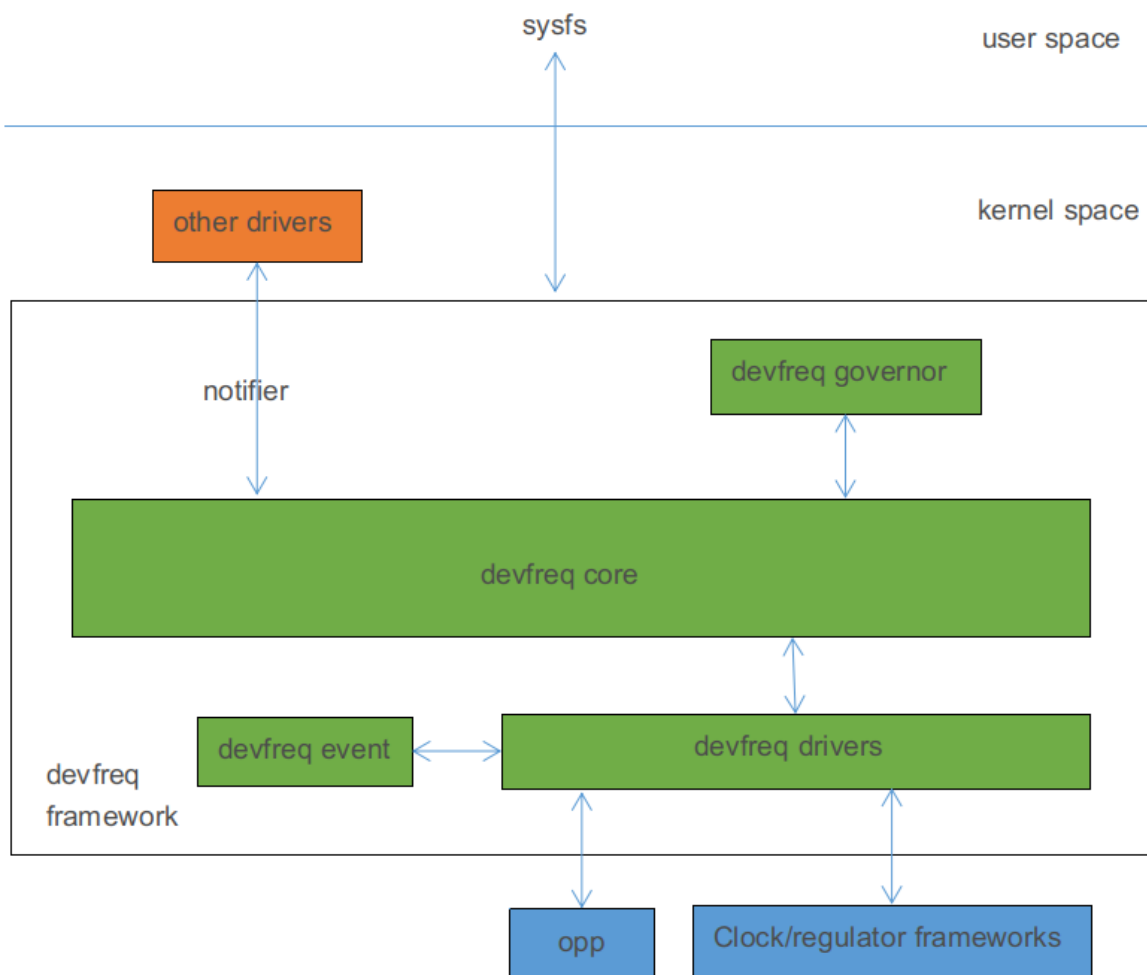 sysfs
user space
kernel space
other drivers
devfreq governor
notifier
devfreq core
devfreq event
devfreq drivers
devfreq
framework
opp
Clock/regulator frameworks